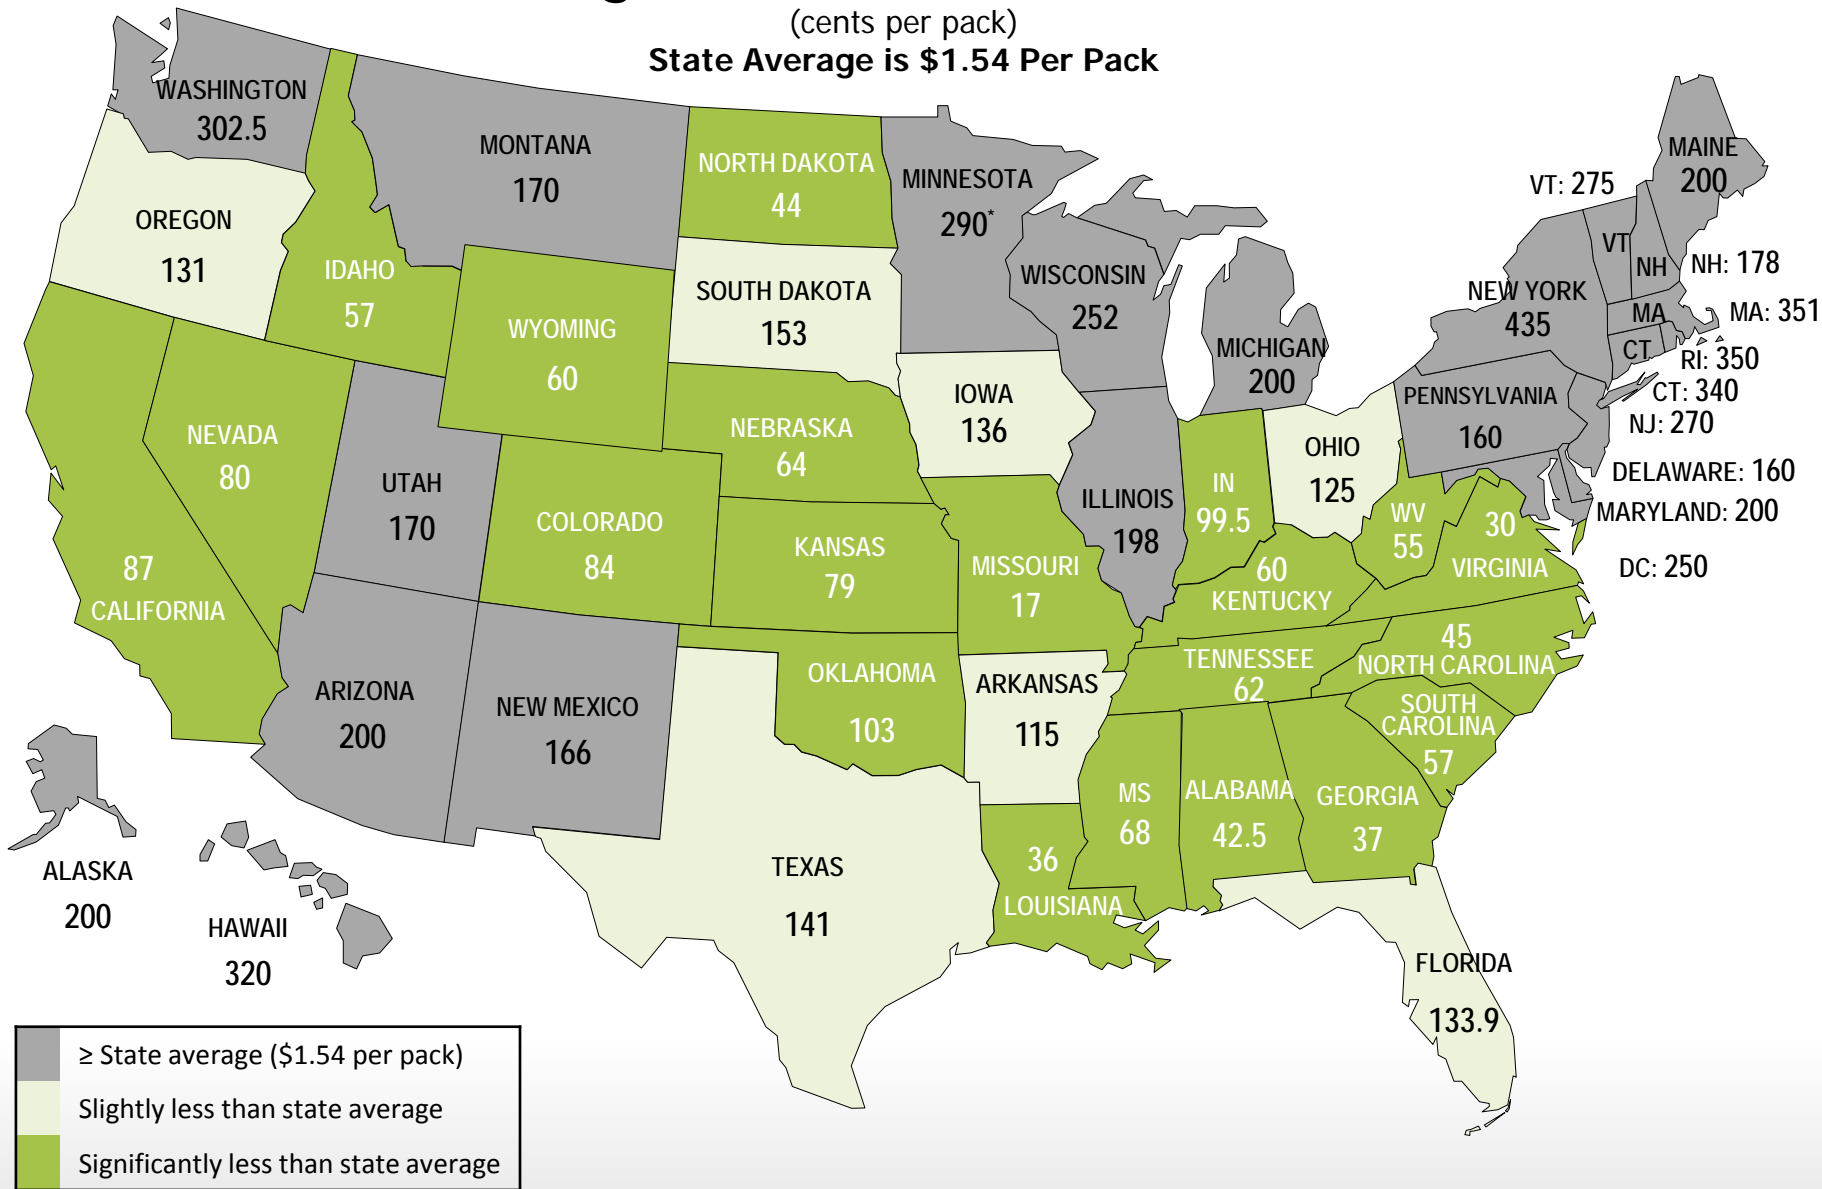 (cents per pack)
State Average is $1.54 Per Pack
WASHINGTON
302.5
MONTANA
170
NORTH DAKOTA
44
MINNESOTA
290*
MAINE
200
VT: 275
OREGON
131
IDAHO
57
WYOMING
60
SOUTH DAKOTA
153
WISCONSIN
252
MICHIGAN
200
NEW YORK
435
VT
NH
NH: 178
MA
MA: 351
CT
RI: 350
CT: 340
NJ: 270
PENNSYLVANIA
160
DELAWARE: 160
MARYLAND: 200
DC: 250
NEVADA
80
UTAH
170
COLORADO
84
NEBRASKA
64
IOWA
136
ILLINOIS
198
IN
99.5
OHIO
125
WV
55
30
VIRGINIA
87
CALIFORNIA
KANSAS
79
MISSOURI
17
60
KENTUCKY
45
NORTH CAROLINA
TENNESSEE
62
SOUTH
CAROLINA
57
ARIZONA
200
NEW MEXICO
166
OKLAHOMA
103
ARKANSAS
115
MS
68
ALABAMA
42.5
GEORGIA
37
TEXAS
141
36
LOUISIANA
FLORIDA
133.9
ALASKA
200
HAWAII
320
≥ State average ($1.54 per pack)
Slightly less than state average
Significantly less than state average